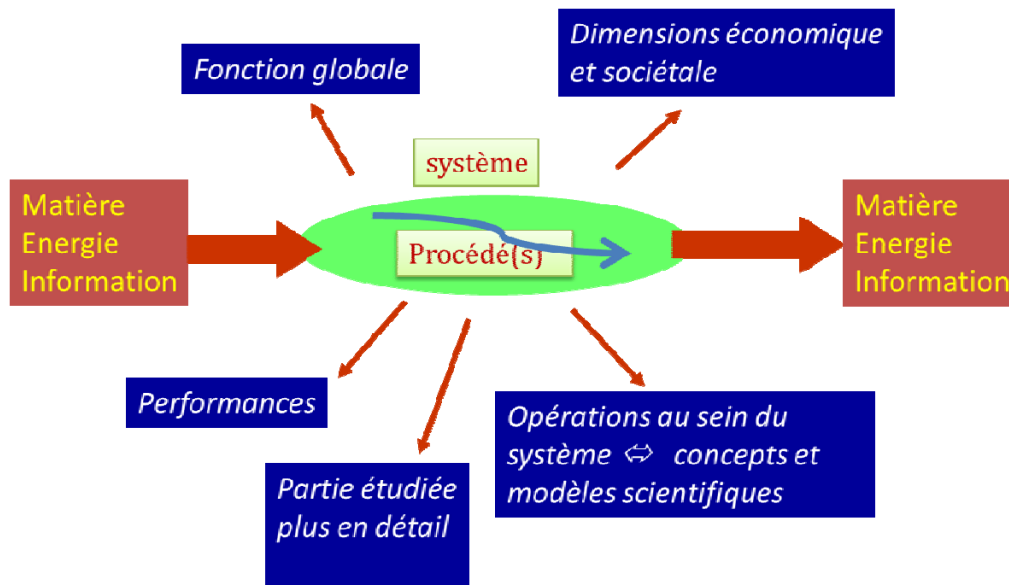 Fonction globale
Dimensions économique
et sociétale
système
Matière
Energie
Information
Procédé(s)
Matière
Energie
Information
Performances
Partie étudiée
plus en détail
Opérations au sein du
système ⇔ concepts et
modèles scientifiques